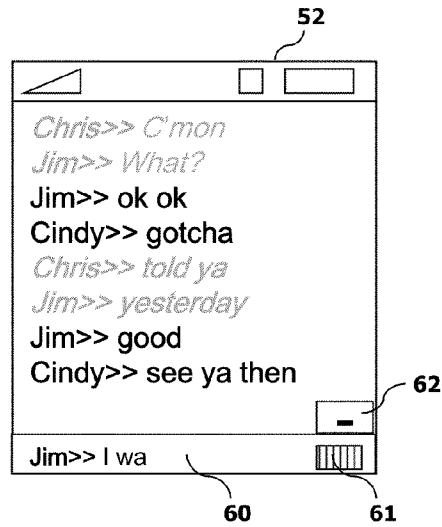 52
Chris>> C'mon
Jim>> What?
Jim>> ok ok
Cindy>> gotcha
Chris>> told ya
Jim>> yesterday
Jim>> good
Cindy>> see ya then
62
Jim>> I wa
60
61